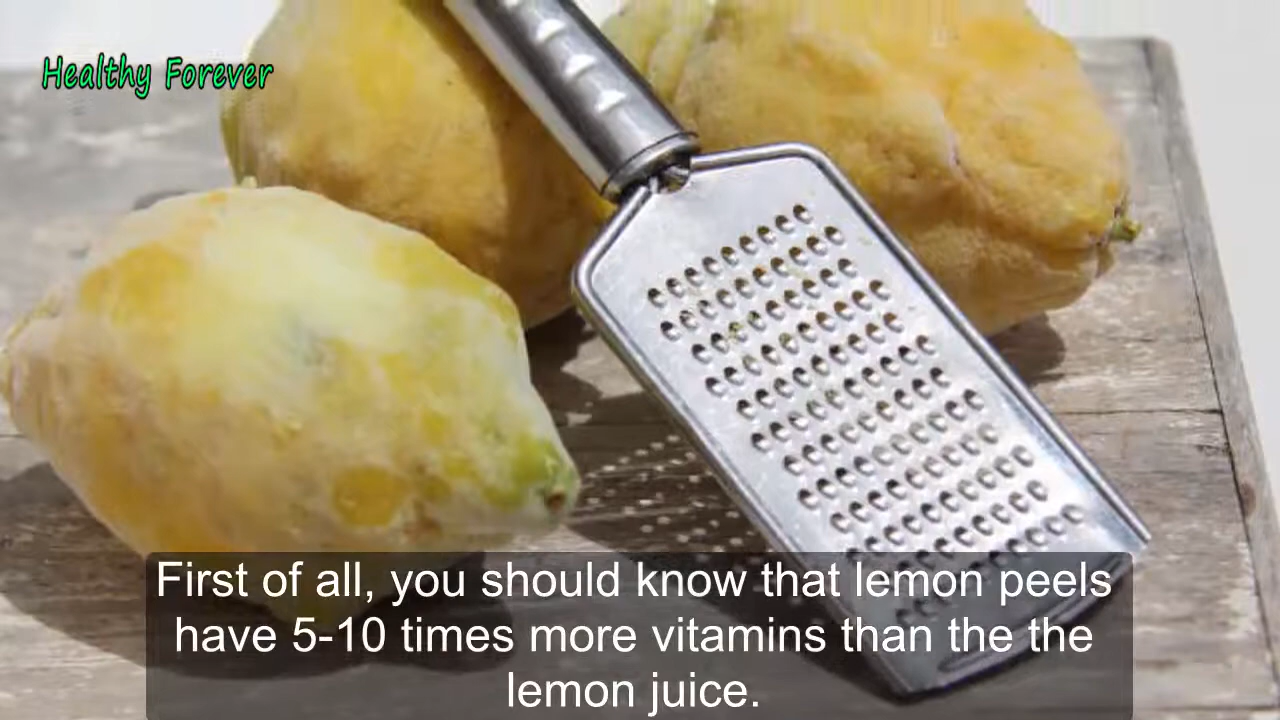 Healthy Forever
First of all, you should know that lemon peels
have 5-10 times more vitamins than the the
lemon juice.